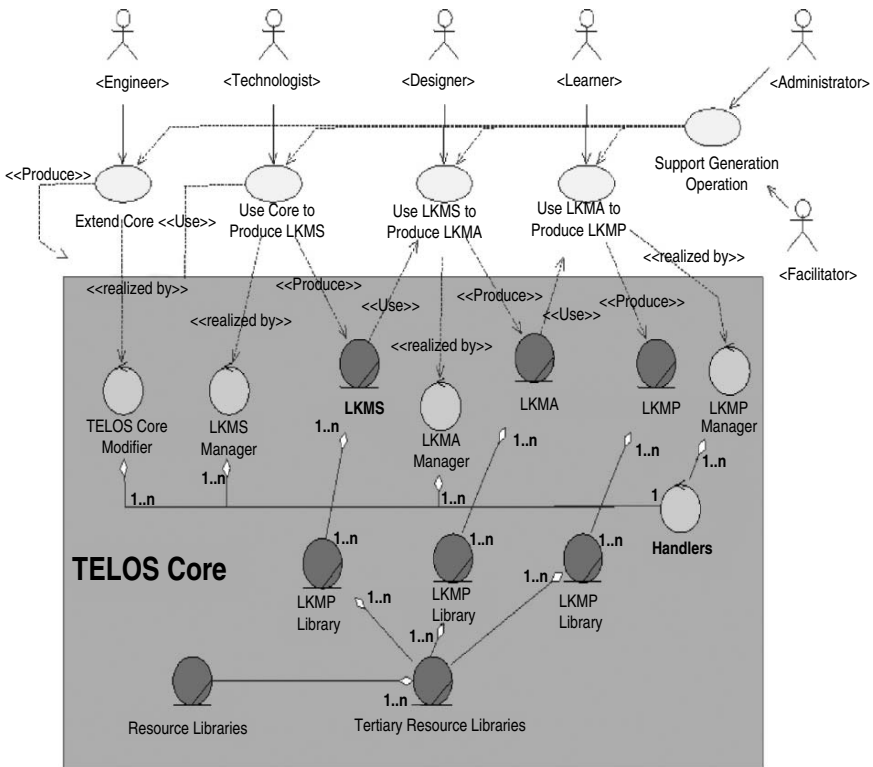 <Engineer>
<Technologist>
<Designer>
<Learner>
<Administrator>
<<Produce>>
Support Generation
Operation
Extend Core
<<Use>>
Use Core to
Produce LKMS
Use LKMS to
Produce LKMA
Use LKMA to
Produce LKMP
<<realized by>>
<Facilitator>
<<realized by>>
<<Produce>>
<<Use>>
<<Produce>>
<<Use>>
<<Produce>>
<<realized by>>
<<realized by>>
TELOS Core
Modifier
LKMS
Manager
LKMS
LKMA
Manager
LKMA
LKMP
LKMP
Manager
1..n
1..n
1..n
1..n
1..n
1..n
1..n
1
Handlers
1..n
1..n
1..n
TELOS Core
LKMP
Library
LKMP
Library
LKMP
Library
1..n
1..n
1..n
1..n
Resource Libraries
Tertiary Resource Libraries